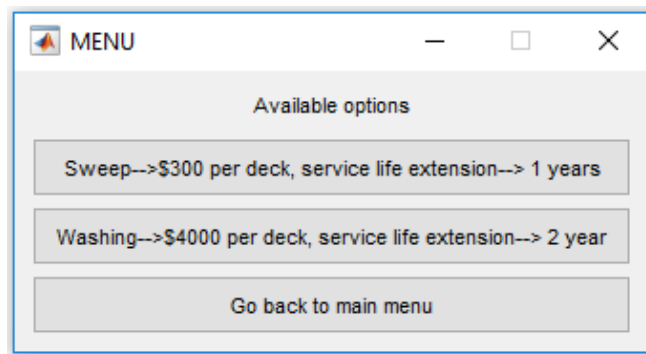 MENU
Available options
Sweep-->$300 per deck, service life extension--> 1 years
Washing-->$4000 per deck, service life extension--> 2 year
Go back to main menu